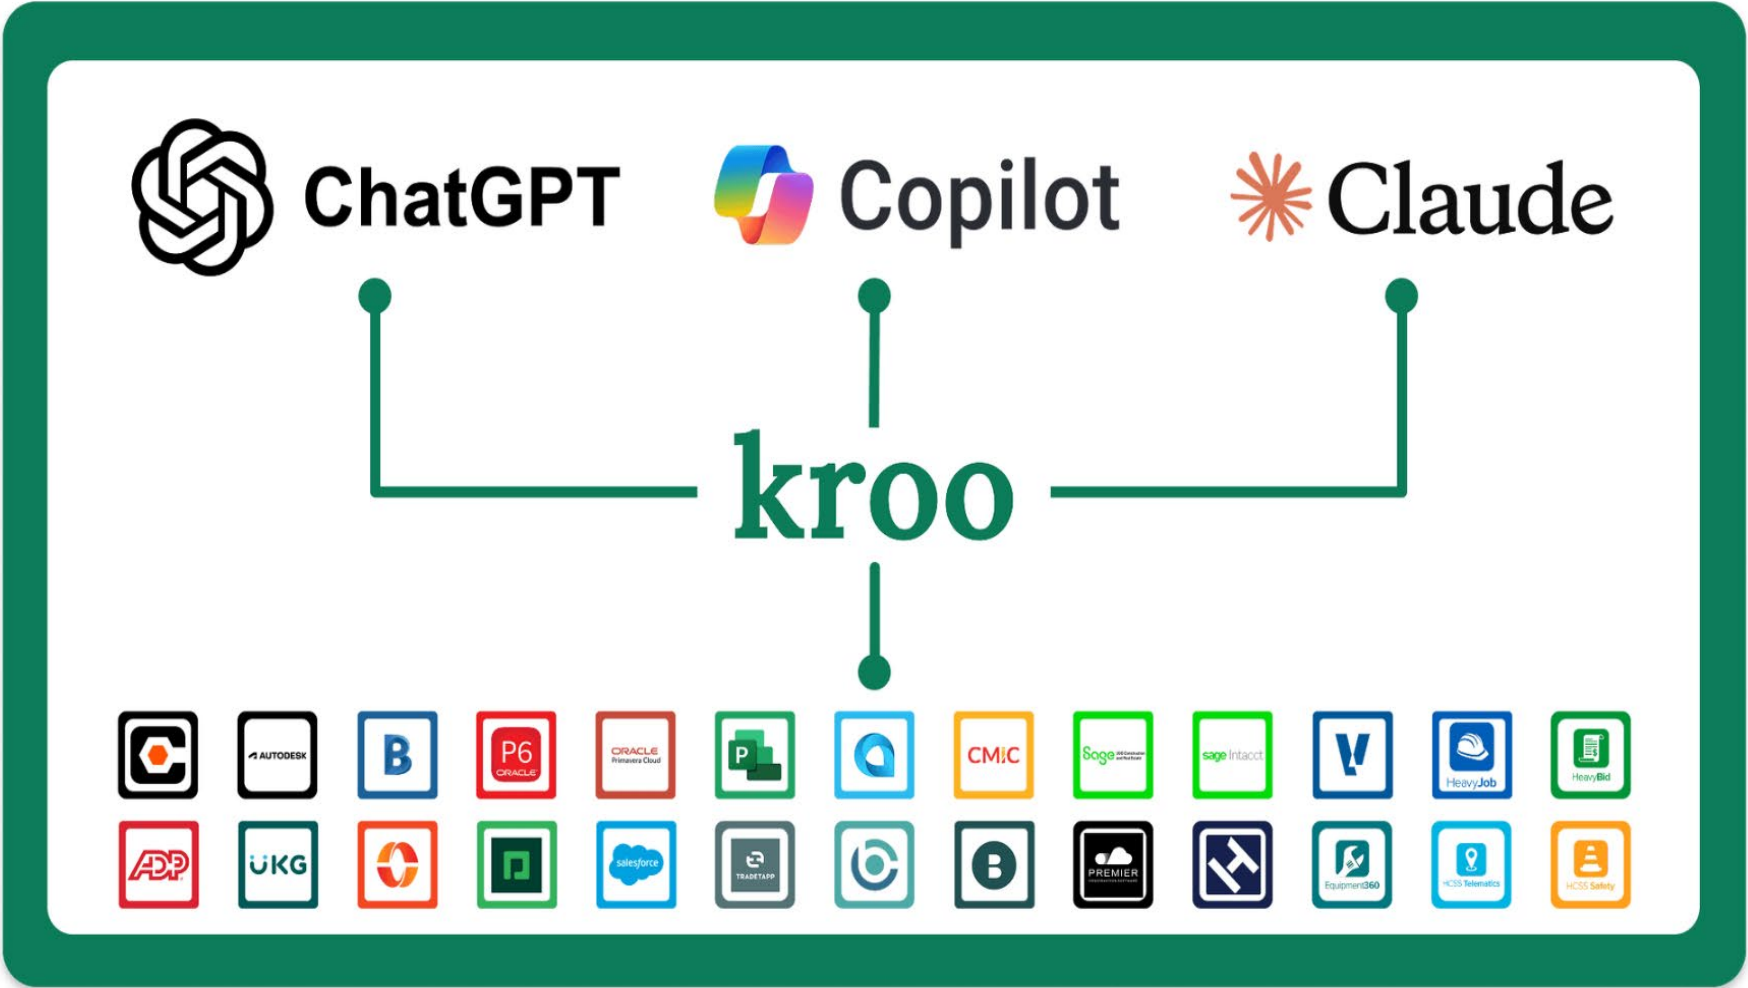 ChatGPT
Copilot
Claude
kroo
AUTODESK
B
P6
ORACLE
ORACLE
Primavera Cloud
P
CMiC
Sage
sage Intacct
HeavyJob
HeavyBid
ADP
UKG
salesforce
TRADETAPP
B
PREMIER
Equipment360
HCSS Telematics
HCSS Safety